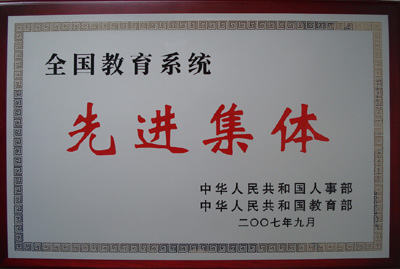 全国教育系统
先进集体
中华人民共和国人事部
中华人民共和国教育部
二〇〇七年九月